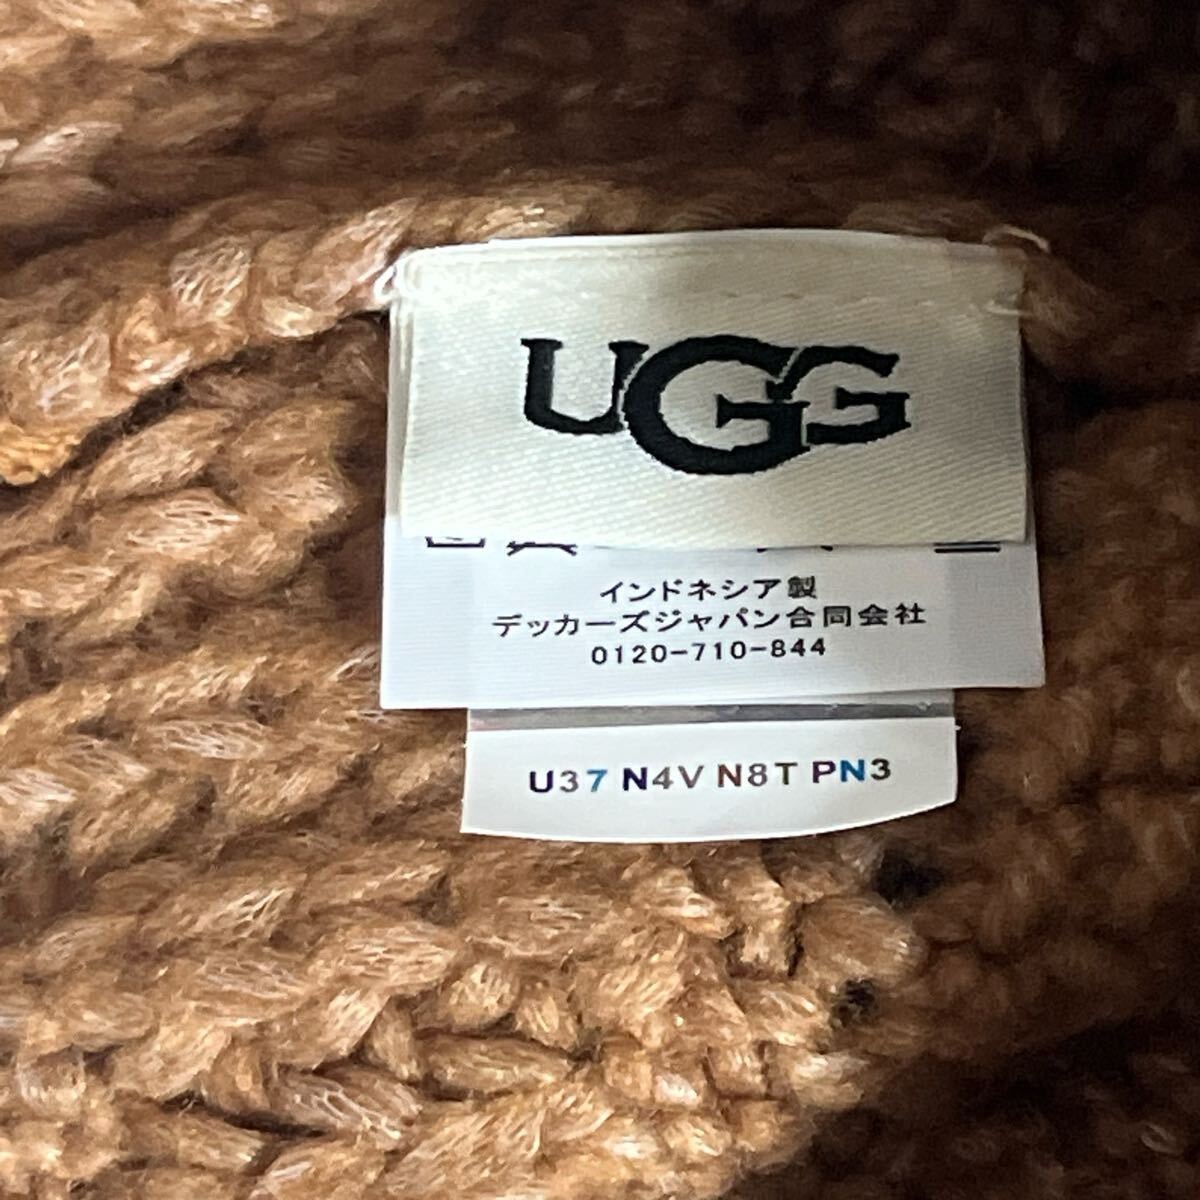 UGG
インドネシア製
デッカーズジャパン合同会社
0120-710-844
U37 N4V N8T PN3